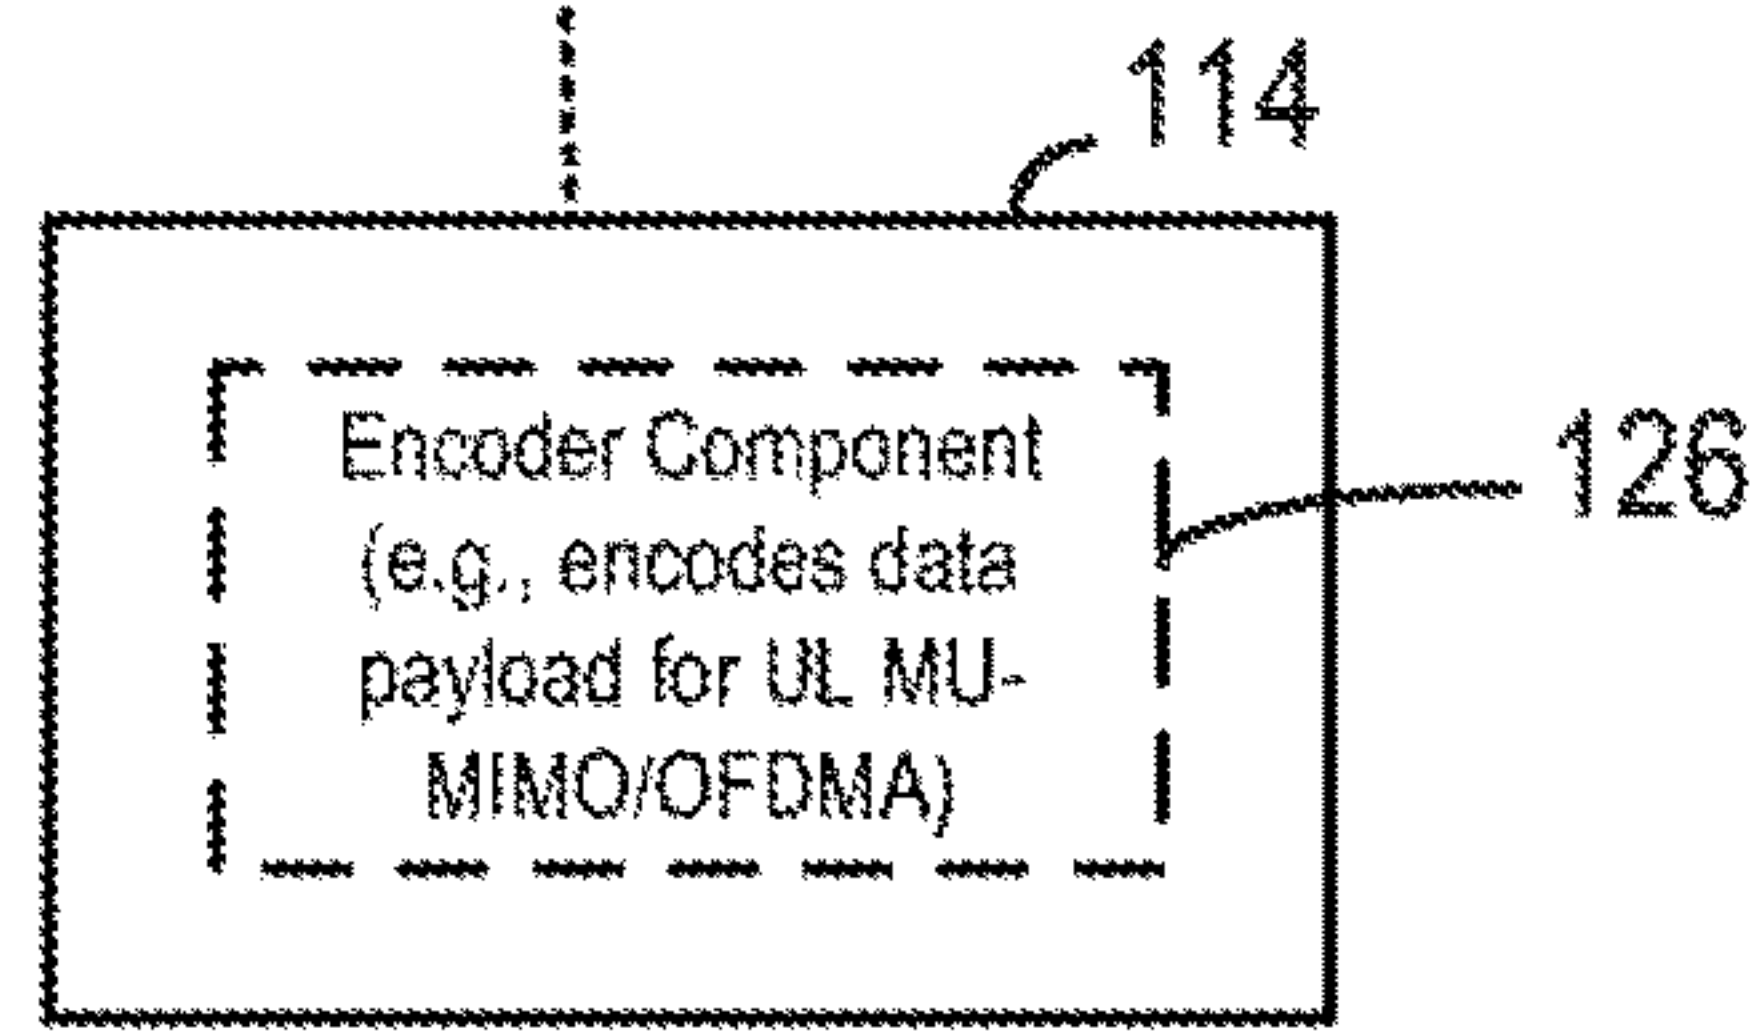 114
Encoder Component
(e.g., encodes data
payload for UL MU-
MIMO/OFDMA)
126